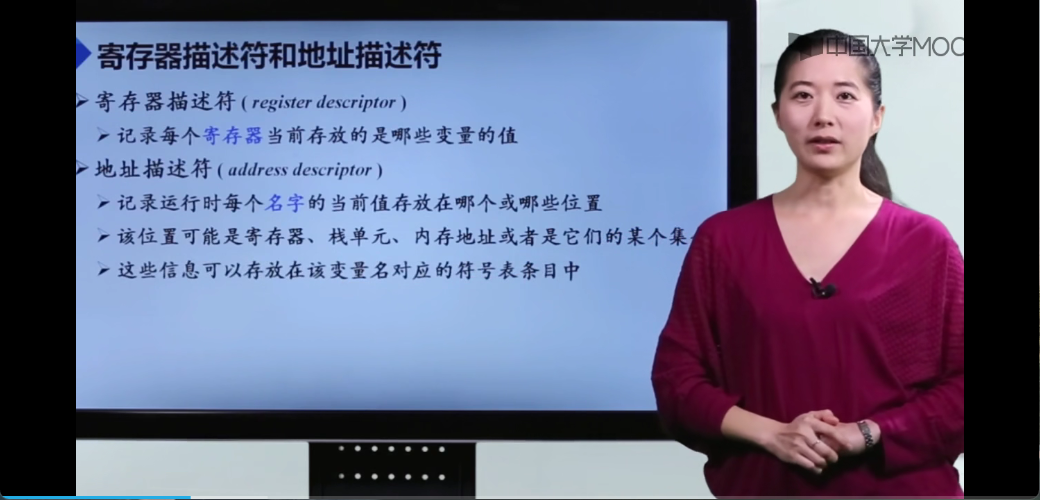 寄存器描述符和地址描述符
中国大学MOO
➢ 寄存器描述符 ( register descriptor )
➢ 记录每个寄存器当前存放的是哪些变量的值
➢ 地址描述符 ( address descriptor )
➢ 记录运行时每个名字的当前值存放在哪个或哪些位置
➢ 该位置可能是寄存器、栈单元、内存地址或者是它们的某个集
➢ 这些信息可以存放在该变量名对应的符号表条目中